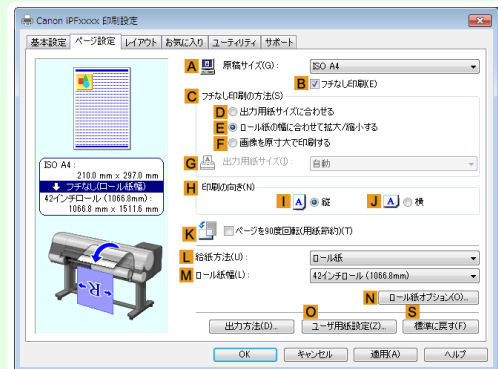 Canon iPFxxxx 印刷設定
基本設定 ページ設定 レイアウト お気に入り ユーティリティ サポート
A 原稿サイズ(G): ISO A4
B フチなし印刷(E)
C フチなし印刷の方法(S)
D 出力用紙サイズに合わせる
E ロール紙の幅に合わせて拡大/縮小する
F 画像を原寸大で印刷する
G A 出力用紙サイズ(I): 自動
ISO A4 :
210.0 mm x 297.0 mm
フチなし(ロール紙幅)
42インチロール (1066.8mm) :
1066.8 mm x 1511.6 mm
R
H 印刷の向き(N)
I A 縦 J A 横
K ページを90度回転(用紙節約)(T)
L 給紙方法(U): ロール紙
M ロール紙幅(L): 42インチロール (1066.8mm)
N ロール紙オプション(O)...
O S
出力方法(D)... ユーザ用紙設定(Z)... 標準に戻す(F)
OK キャンセル 適用(A) ヘルプ